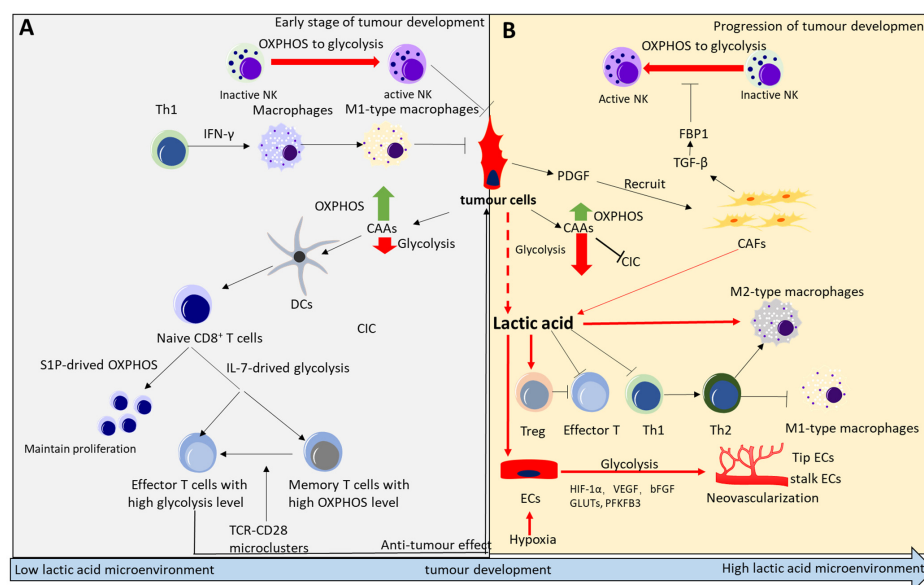 A
Early stage of tumour development
OXPHOS to glycolysis
Inactive NK
active NK
Th1
IFN-γ
Macrophages
M1-type macrophages
tumour cells
OXPHOS
CAAs
Glycolysis
DCs
CIC
Naive CD8⁺ T cells
S1P-drived OXPHOS
IL-7-drived glycolysis
Maintain proliferation
Effector T cells with
high glycolysis level
Memory T cells with
high OXPHOS level
TCR-CD28
microclusters
Anti-tumour effect
B
Progression of tumour development
OXPHOS to glycolysis
Active NK
Inactive NK
FBP1
TGF-β
PDGF
Recruit
CAFs
OXPHOS
CAAs
Glycolysis
CIC
Lactic acid
M2-type macrophages
Treg
Effector T
Th1
Th2
M1-type macrophages
ECs
Glycolysis
HIF-1α, VEGF, bFGF
GLUTs, PFKFB3
Tip ECs
stalk ECs
Neovascularization
Hypoxia
Low lactic acid microenvironment
tumour development
High lactic acid microenvironment